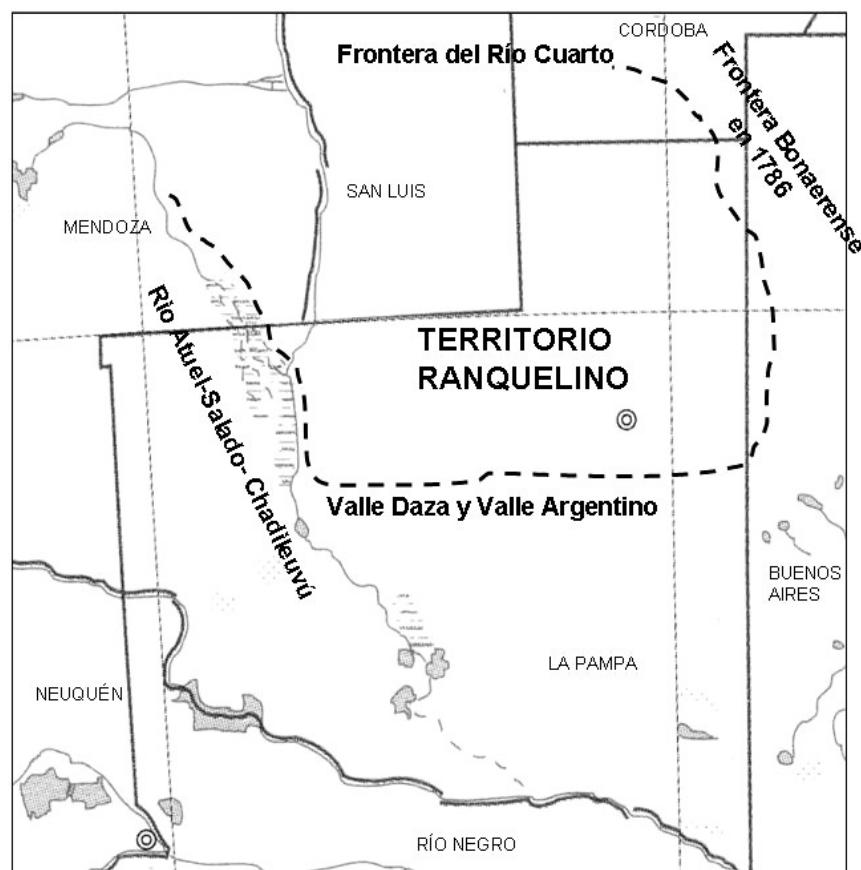 CORDOBA
Frontera del Río Cuarto
Frontera Bonaerense
en 1786
SAN LUIS
MENDOZA
Rio Atuel-Salado- Chadileuvú
TERRITORIO
RANQUELINO
Valle Daza y Valle Argentino
BUENOS
AIRES
LA PAMPA
NEUQUÉN
RÍO NEGRO